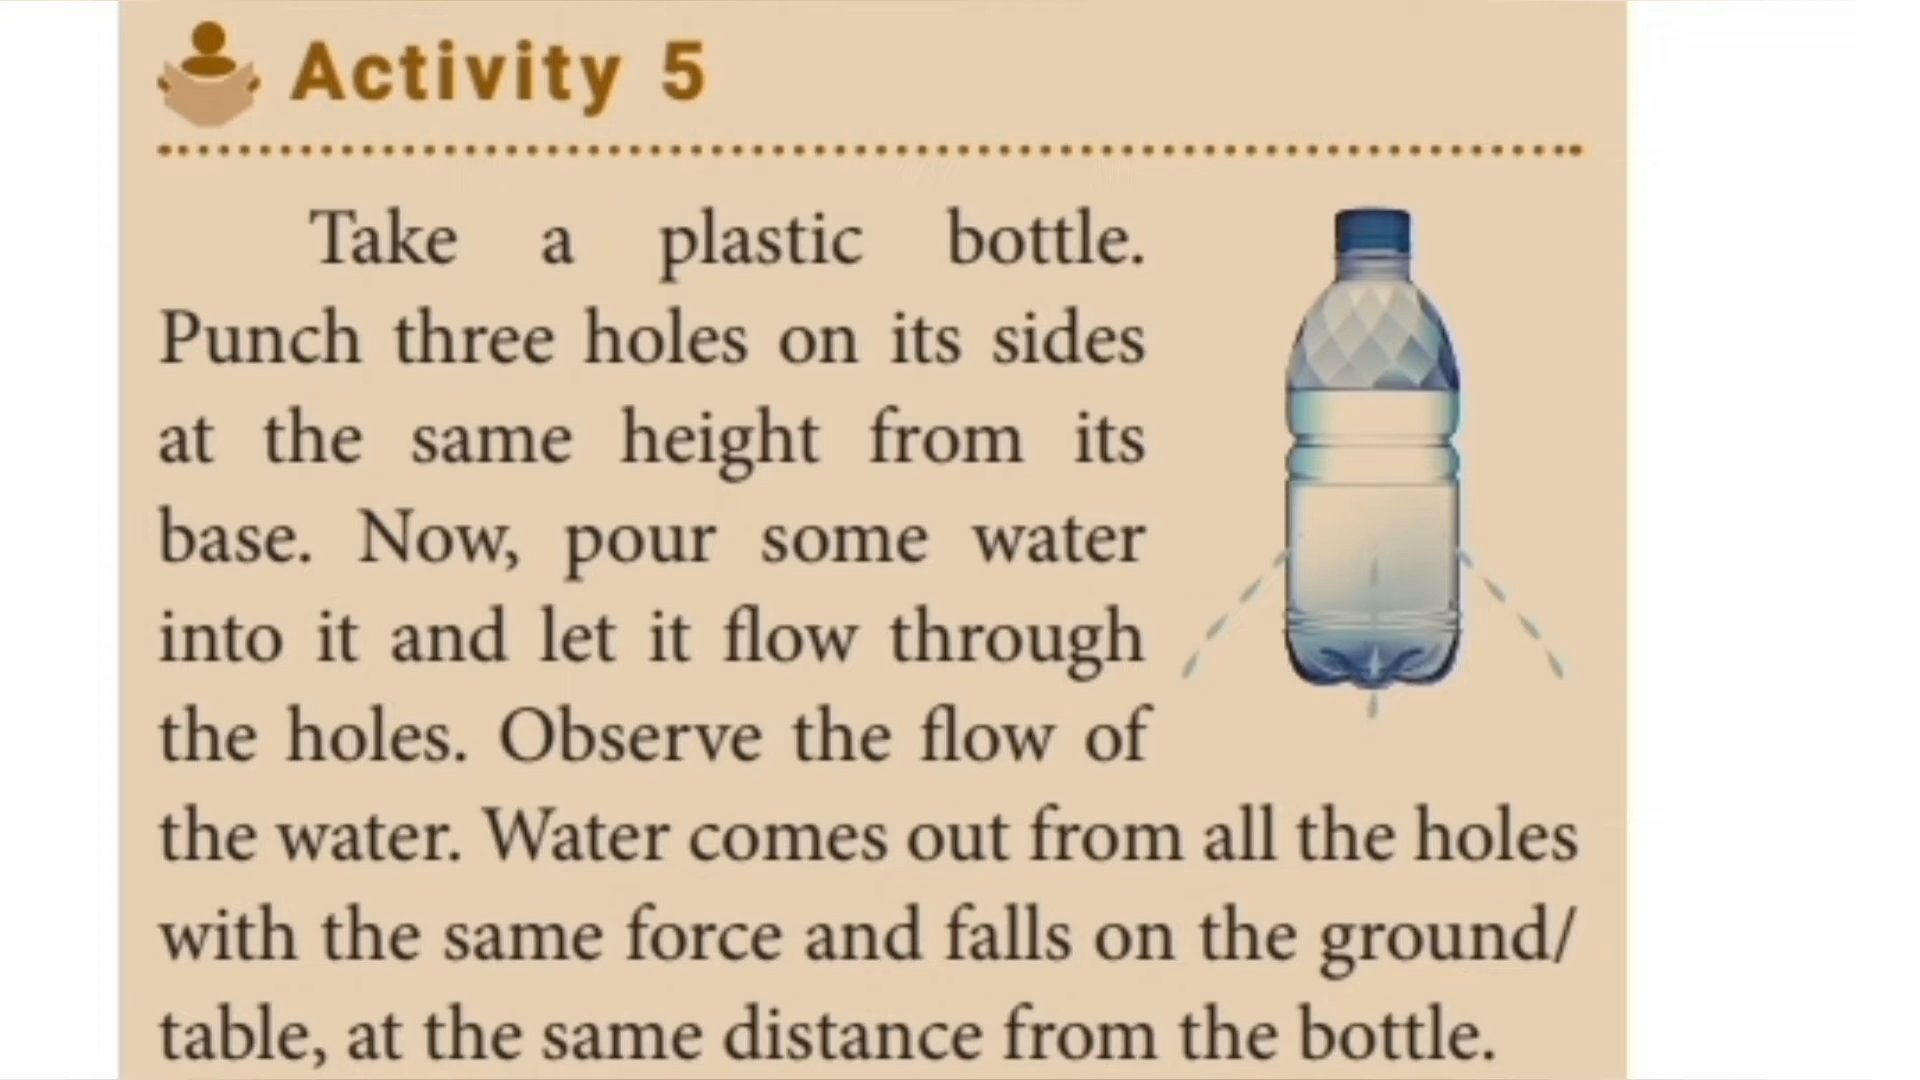 Activity 5
Take a plastic bottle.
Punch three holes on its sides
at the same height from its
base. Now, pour some water
into it and let it flow through
the holes. Observe the flow of
the water. Water comes out from all the holes
with the same force and falls on the ground/
table, at the same distance from the bottle.